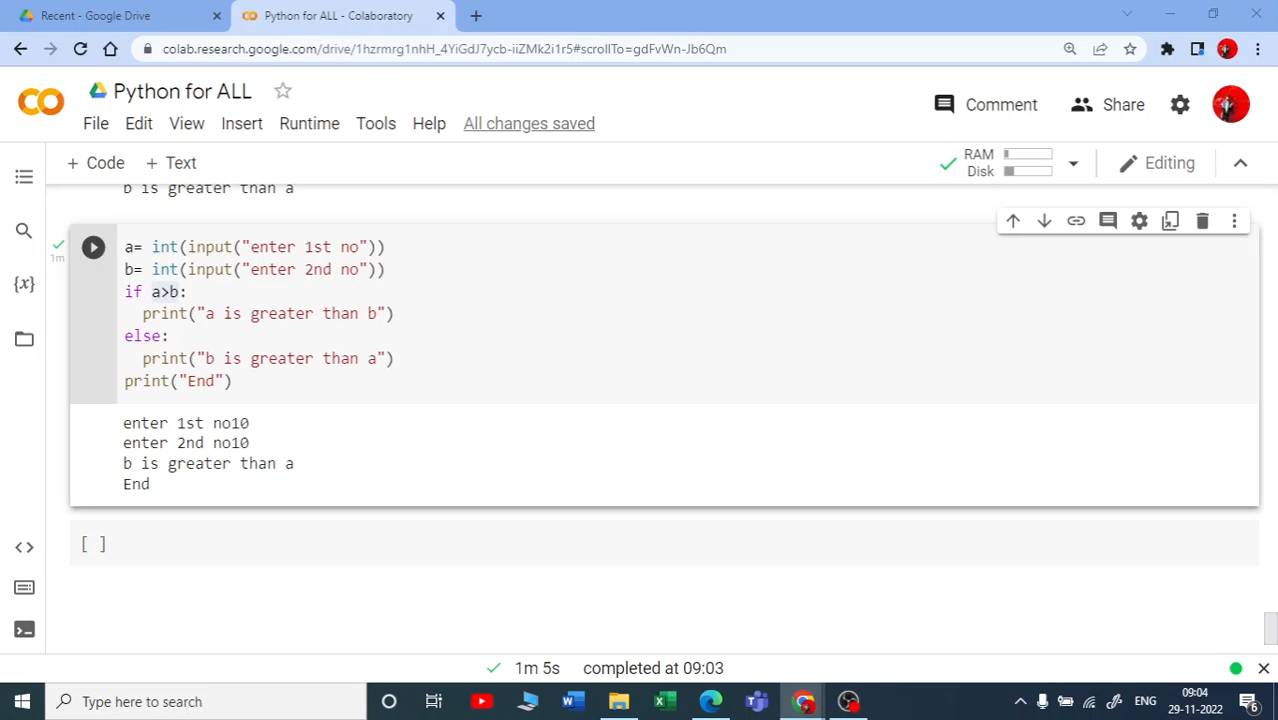 Recent - Google Drive
Python for ALL - Colaboratory
colab.research.google.com/drive/1hzrmrg1nhH_4YiGdJ7ycb-iiZMk2i1r5#scrollTo=gdFvWn-Jb6Qm
Python for ALL
Comment
Share
File Edit View Insert Runtime Tools Help All changes saved
+ Code + Text
RAM
Disk
Editing
b is greater than a
a= int(input("enter 1st no"))
1m
b= int(input("enter 2nd no"))
if a>b:
print("a is greater than b")
else:
print("b is greater than a")
print("End")
enter 1st no10
enter 2nd no10
b is greater than a
End
[ ]
1m 5s completed at 09:03
Type here to search
ENG
09:04
29-11-2022
6